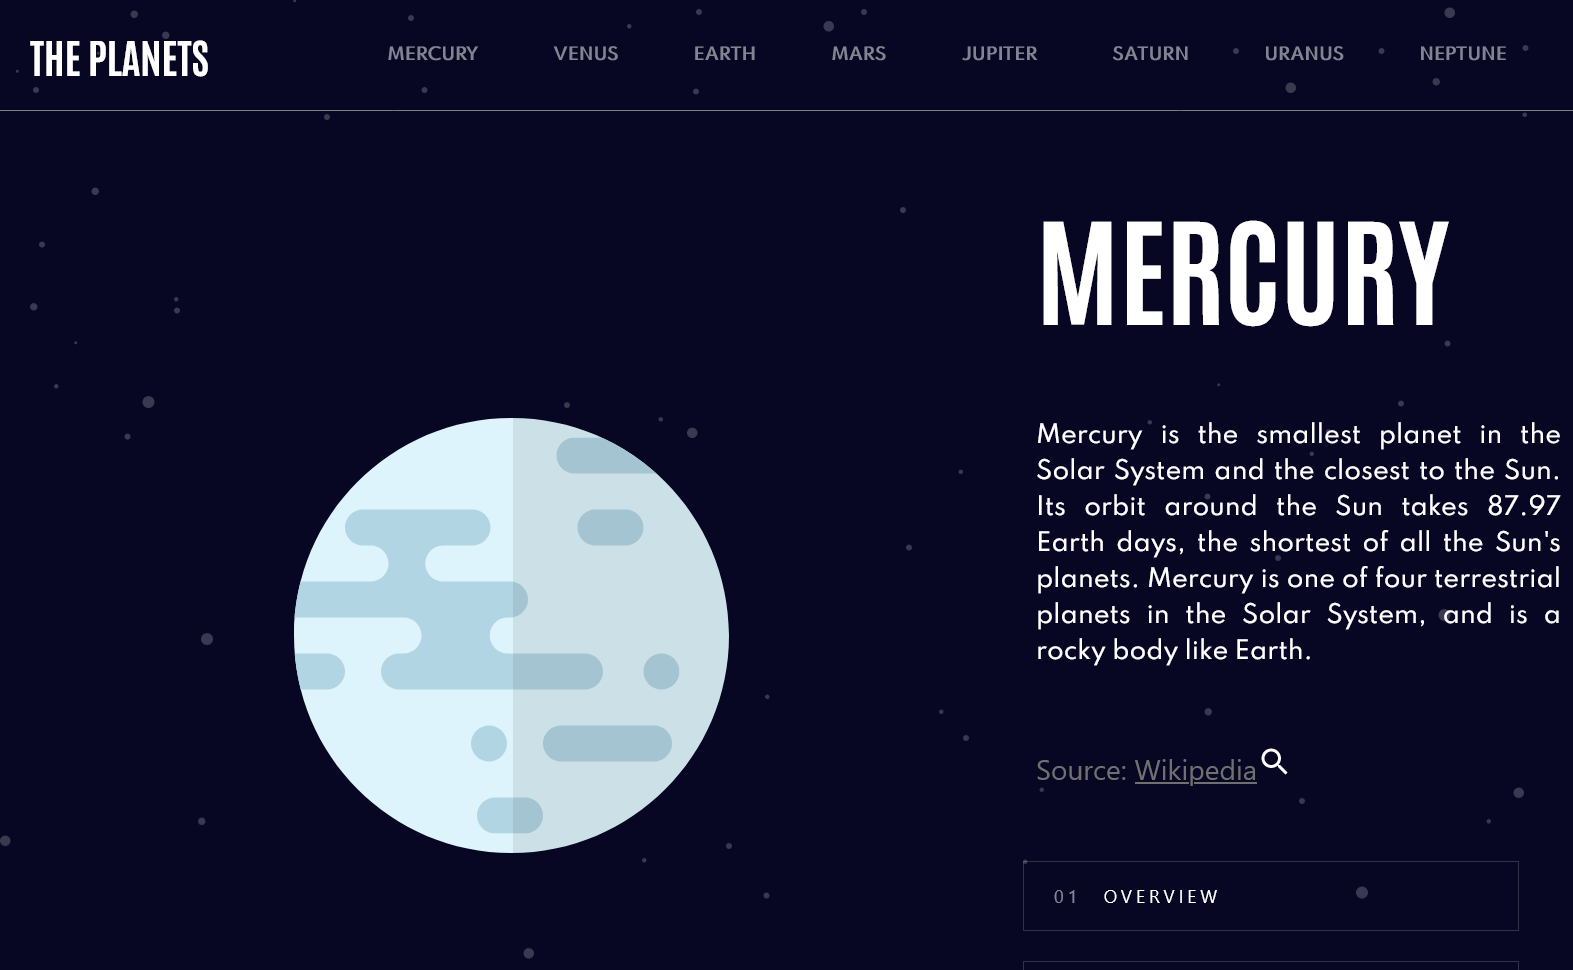 THE PLANETS
MERCURY VENUS EARTH MARS JUPITER SATURN URANUS NEPTUNE
MERCURY
Mercury is the smallest planet in the
Solar System and the closest to the Sun.
Its orbit around the Sun takes 87.97
Earth days, the shortest of all the Sun's
planets. Mercury is one of four terrestrial
planets in the Solar System, and is a
rocky body like Earth.
Source: Wikipedia
01 OVERVIEW